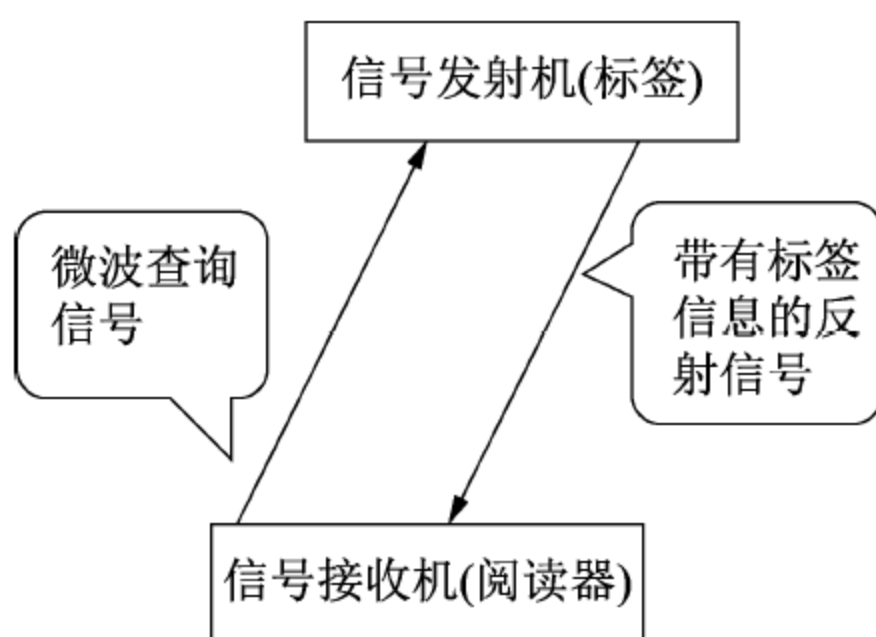 信号发射机(标签)
微波查询
信号
带有标签
信息的反
射信号
信号接收机(阅读器)